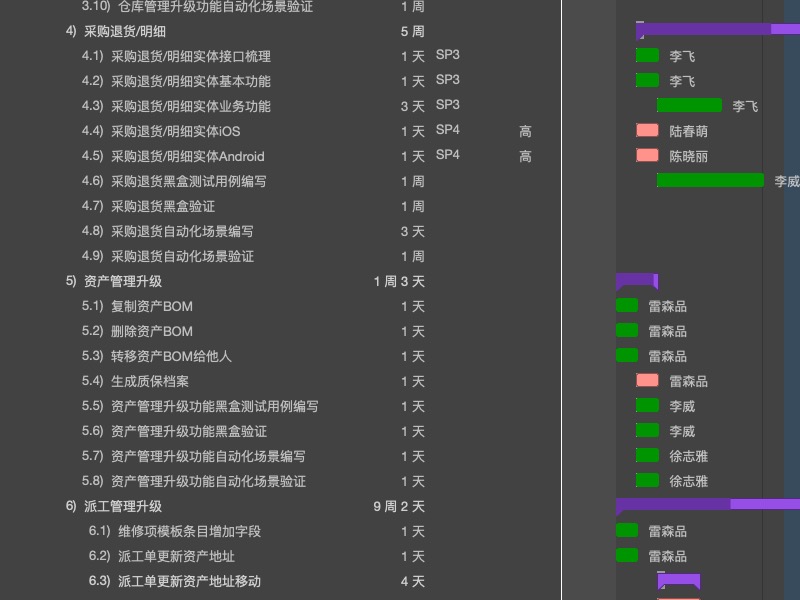 3.10) 仓库管理升级功能自动化场景验证 1 周
4) 采购退货/明细 5 周
4.1) 采购退货/明细实体接口梳理 1 天 SP3 李飞
4.2) 采购退货/明细实体基本功能 1 天 SP3 李飞
4.3) 采购退货/明细实体业务功能 3 天 SP3 李飞
4.4) 采购退货/明细实体iOS 1 天 SP4 高 陆春萌
4.5) 采购退货/明细实体Android 1 天 SP4 高 陈晓丽
4.6) 采购退货黑盒测试用例编写 1 周 李威
4.7) 采购退货黑盒验证 1 周
4.8) 采购退货自动化场景编写 3 天
4.9) 采购退货自动化场景验证 1 周
5) 资产管理升级 1 周 3 天
5.1) 复制资产BOM 1 天 雷森品
5.2) 删除资产BOM 1 天 雷森品
5.3) 转移资产BOM给他人 1 天 雷森品
5.4) 生成质保档案 1 天 雷森品
5.5) 资产管理升级功能黑盒测试用例编写 1 天 李威
5.6) 资产管理升级功能黑盒验证 1 天 李威
5.7) 资产管理升级功能自动化场景编写 1 天 徐志雅
5.8) 资产管理升级功能自动化场景验证 1 天 徐志雅
6) 派工管理升级 9 周 2 天
6.1) 维修项模板条目增加字段 1 天 雷森品
6.2) 派工单更新资产地址 1 天 雷森品
6.3) 派工单更新资产地址移动 4 天